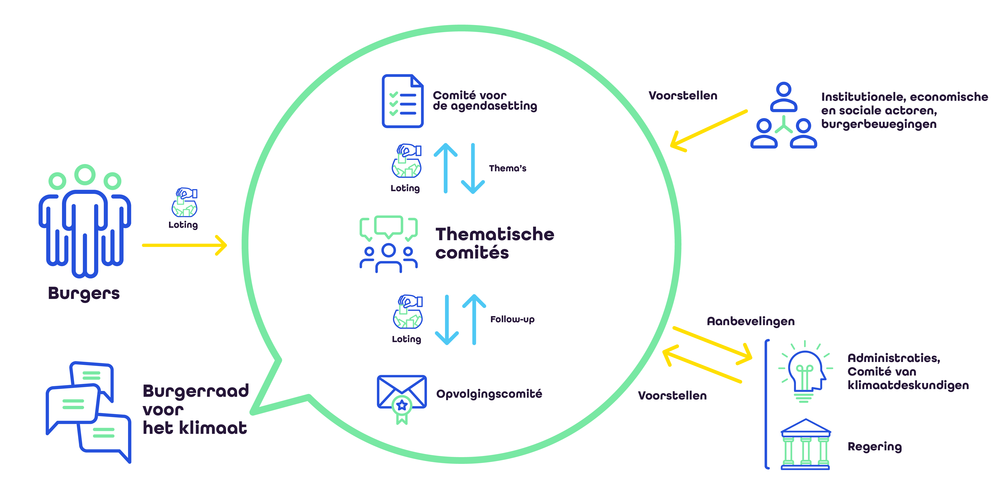 Burgers
Loting
Burgerraad
voor
het klimaat
Comité voor
de agendasetting
Loting
Thema's
Thematische
comités
Loting
Follow-up
Opvolgingscomité
Voorstellen
Institutionele, economische
en sociale actoren,
burgerbewegingen
Aanbevelingen
Voorstellen
Administraties,
Comité van
klimaatdeskundigen
Regering